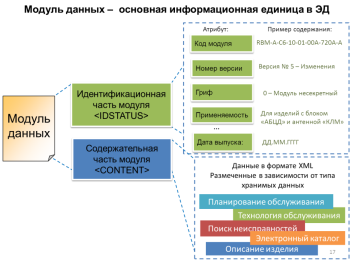 Модуль данных – основная информационная единица в ЭД
Атрибут:
Пример содержания:
Код модуля
RBM-A-C6-10-01-00A-720A-A
Номер версии
Версия № 5 – Изменения
Гриф
0 – Модуль несекретный
Применяемость
Для изделий с блоком
«АБЦД» и антенной «КЛМ»
...
Дата выпуска:
ДД.ММ.ГГГГ
Модуль
данных
Идентификационная
часть модуля
<IDSTATUS>
Содержательная
часть модуля
<CONTENT>
Данные в формате XML
Размеченные в зависимости от типа
хранимых данных
Планирование обслуживания
Технология обслуживания
Поиск неисправностей
Электронный каталог
Описание изделия
17